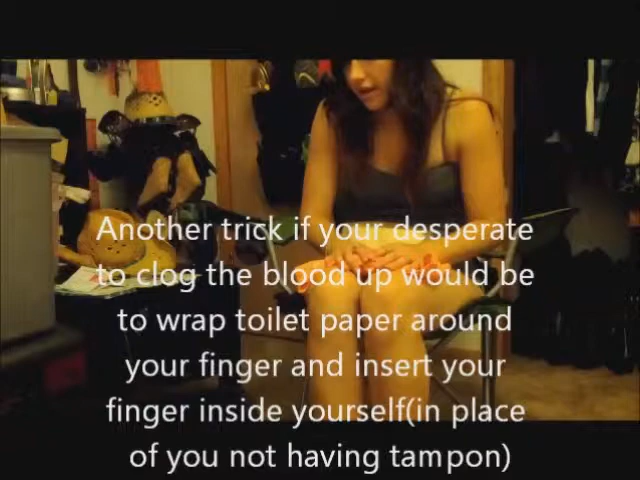 Another trick if your desperate
to clog the blood up would be
to wrap toilet paper around
your finger and insert your
finger inside yourself(in place
of you not having tampon)